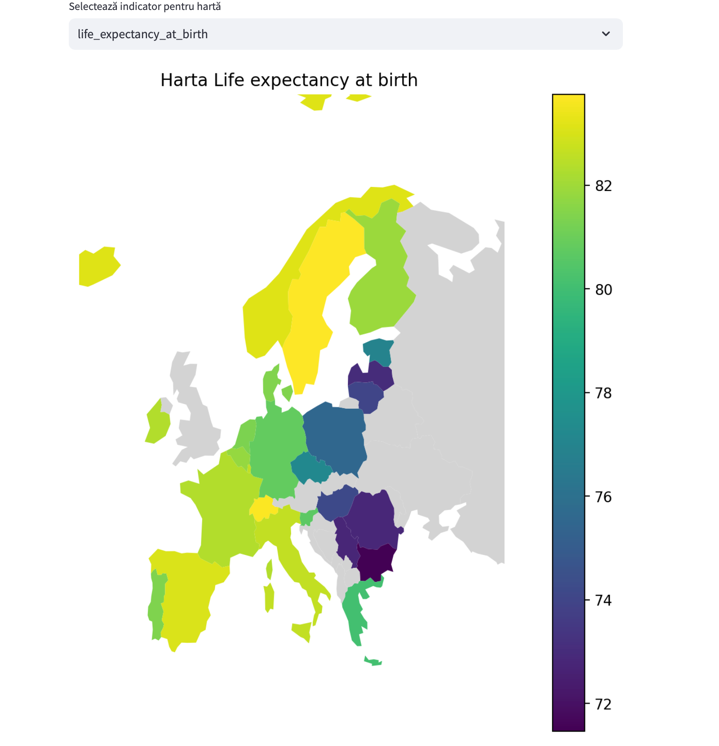 Selectează indicator pentru hartă
life_expectancy_at_birth
Harta Life expectancy at birth
82
80
78
76
74
72